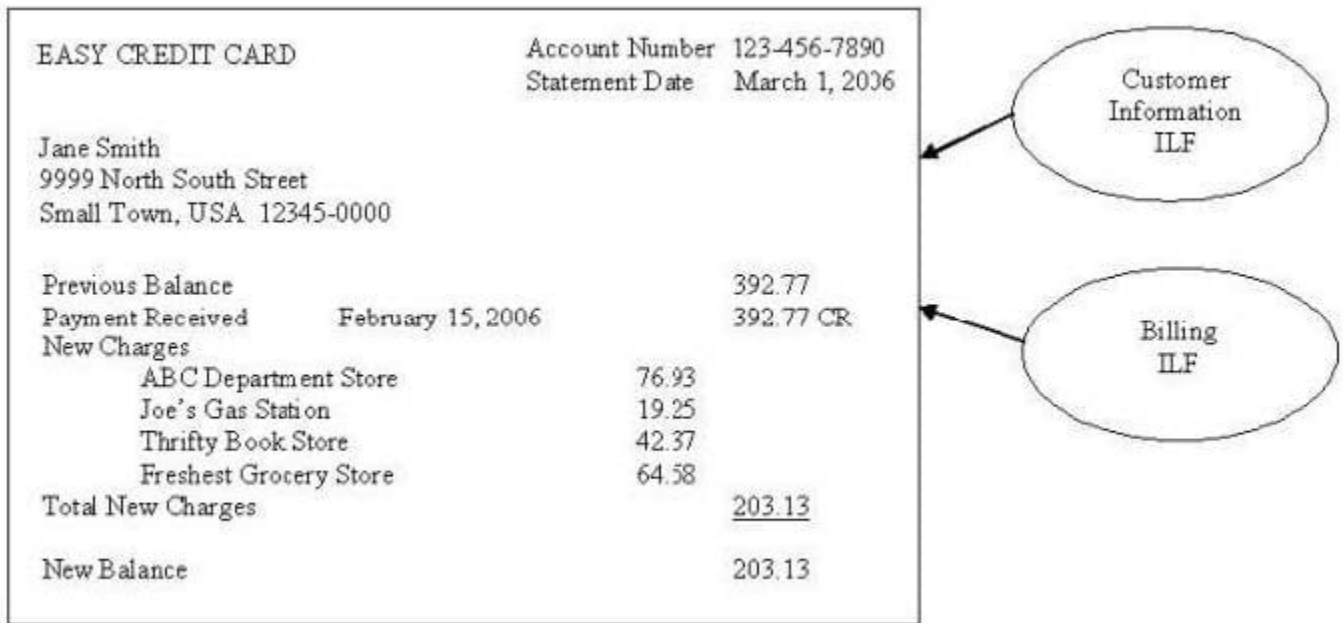 EASY CREDIT CARD
Account Number 123-456-7890
Statement Date March 1, 2006
Jane Smith
9999 North South Street
Small Town, USA 12345-0000
Previous Balance 392.77
Payment Received February 15, 2006 392.77 CR
New Charges
ABC Department Store 76.93
Joe's Gas Station 19.25
Thrifty Book Store 42.37
Freshest Grocery Store 64.58
Total New Charges 203.13
New Balance 203.13
Customer
Information
ILF
Billing
ILF